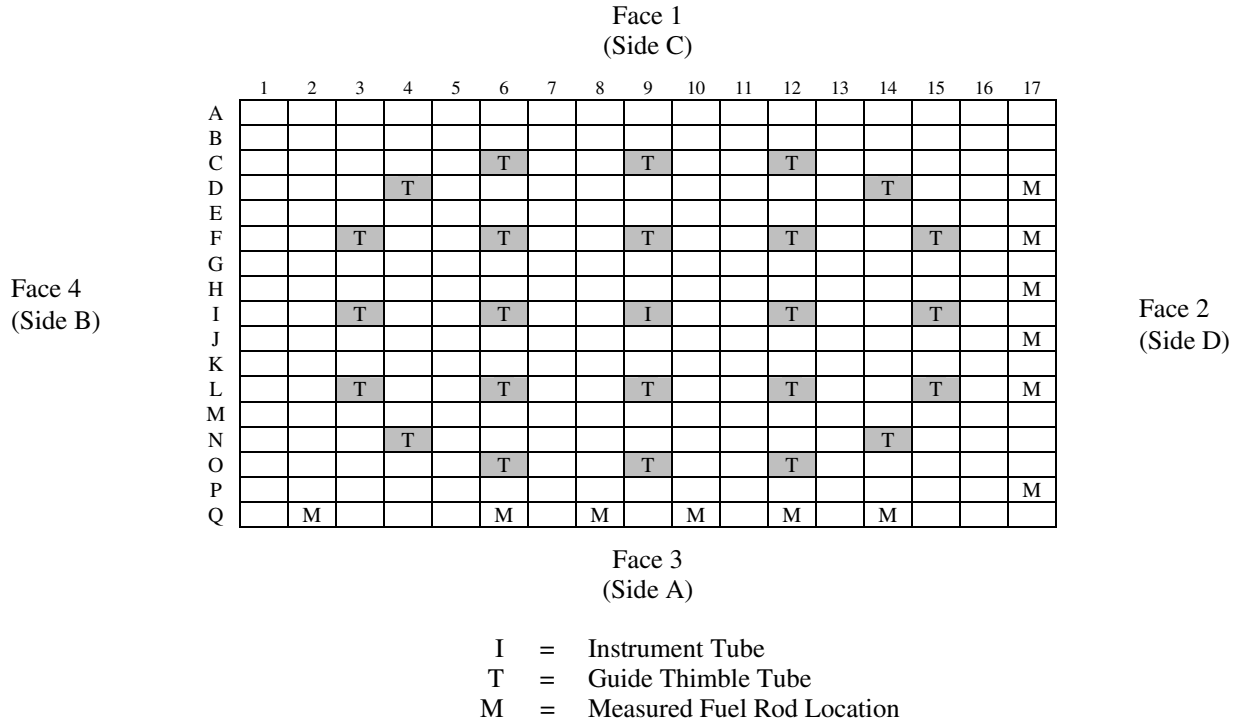 Face 1
(Side C)
1 2 3 4 5 6 7 8 9 10 11 12 13 14 15 16 17
A
B
C T T T
D T T M
E
F T T T T T M
G
H M
Face 4
(Side B)
I T T I T T
Face 2
(Side D)
J M
K
L T T T T T M
M
N T T
O T T T
P M
Q M M M M M M
Face 3
(Side A)
I = Instrument Tube
T = Guide Thimble Tube
M = Measured Fuel Rod Location